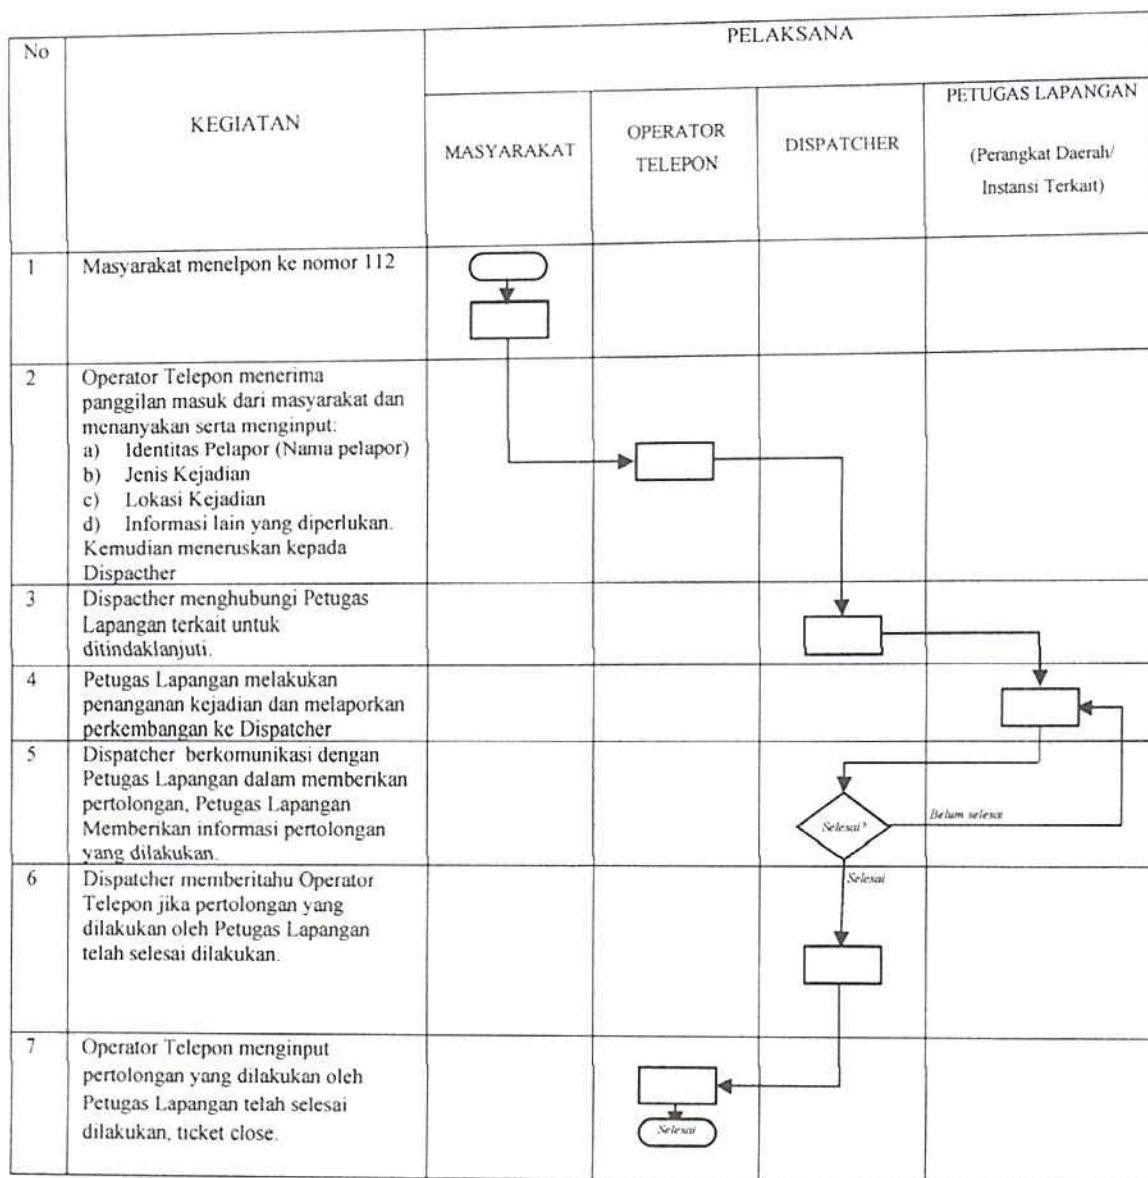 No
KEGIATAN
PELAKSANA
MASYARAKAT
OPERATOR
TELEPON
DISPATCHER
PETUGAS LAPANGAN
(Perangkat Daerah/
Instansi Terkait)
1
Masyarakat menelpon ke nomor 112
2
Operator Telepon menerima
panggilan masuk dari masyarakat dan
menanyakan serta menginput:
a) Identitas Pelapor (Nama pelapor)
b) Jenis Kejadian
c) Lokasi Kejadian
d) Informasi lain yang diperlukan.
Kemudian meneruskan kepada
Dispacther
3
Dispacther menghubungi Petugas
Lapangan terkait untuk
ditindaklanjuti.
4
Petugas Lapangan melakukan
penanganan kejadian dan melaporkan
perkembangan ke Dispatcher
5
Dispatcher berkomunikasi dengan
Petugas Lapangan dalam memberikan
pertolongan, Petugas Lapangan
Memberikan informasi pertolongan
yang dilakukan.
Selesai?
Belum selesai
6
Dispatcher memberitahu Operator
Telepon jika pertolongan yang
dilakukan oleh Petugas Lapangan
telah selesai dilakukan.
Selesai
7
Operator Telepon menginput
pertolongan yang dilakukan oleh
Petugas Lapangan telah selesai
dilakukan, ticket close.
Selesai